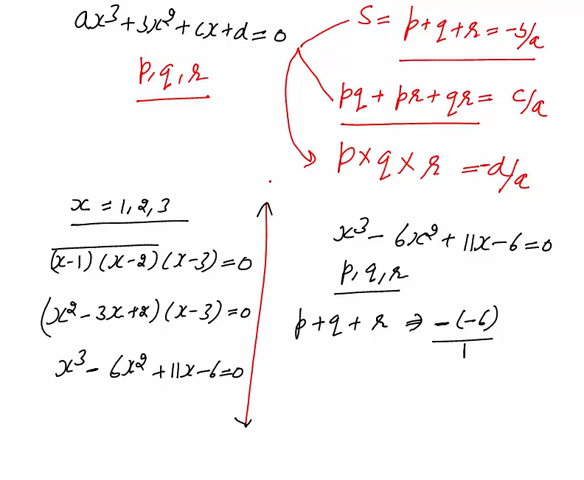 ax³ + bx² + cx + d = 0
p, q, r
S = p + q + r = -b/a
pq + pr + qr = c/a
p × q × r = -d/a
x = 1, 2, 3
(x-1)(x-2)(x-3) = 0
(x² - 3x + 2)(x-3) = 0
x³ - 6x² + 11x - 6 = 0
x³ - 6x² + 11x - 6 = 0
p, q, r
p + q + r ⇒ -(-6)/1